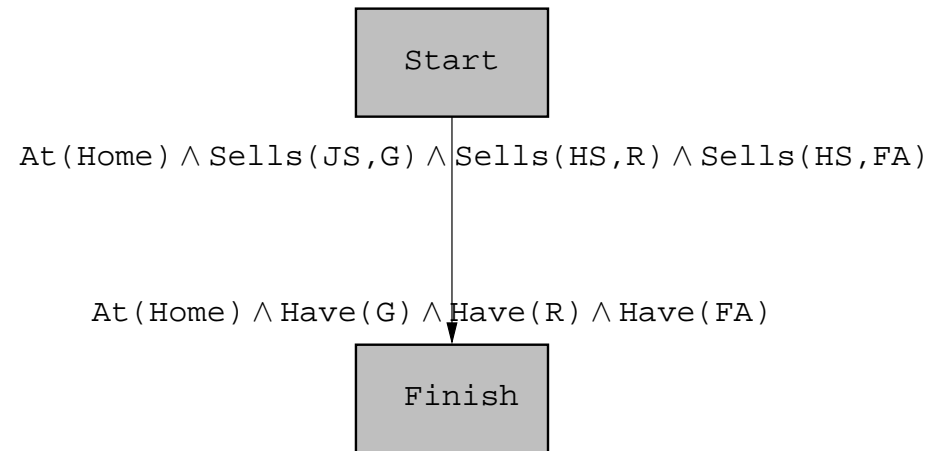 Start
At(Home) ∧ Sells(JS,G) ∧ Sells(HS,R) ∧ Sells(HS,FA)
At(Home) ∧ Have(G) ∧ Have(R) ∧ Have(FA)
Finish